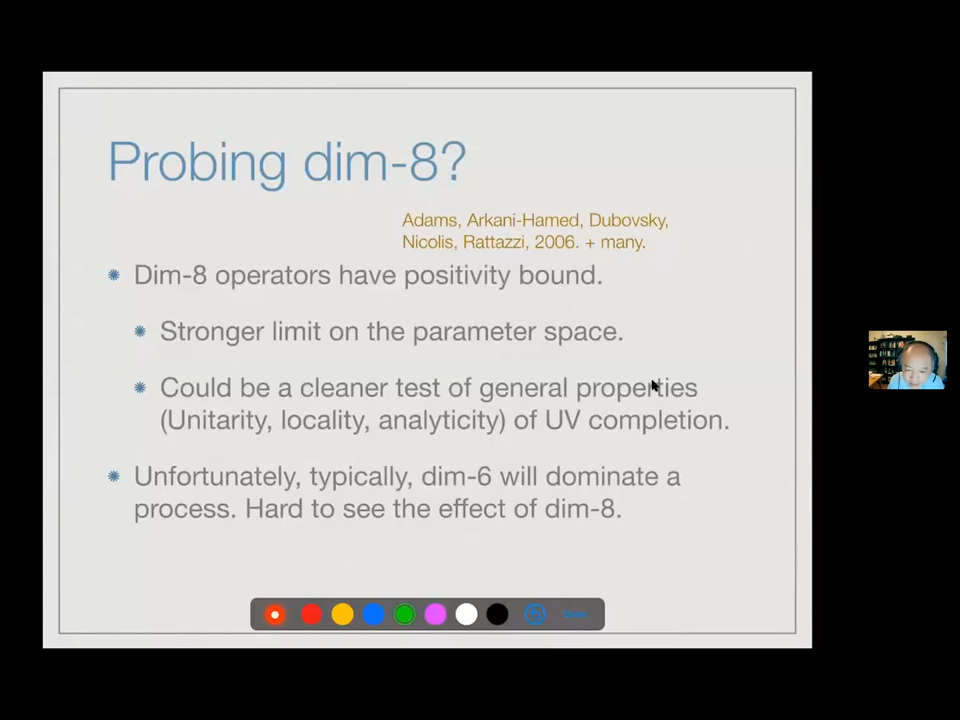 Probing dim-8?
Adams, Arkani-Hamed, Dubovsky,
Nicolis, Rattazzi, 2006. + many.
Dim-8 operators have positivity bound.
Stronger limit on the parameter space.
Could be a cleaner test of general properties
(Unitarity, locality, analyticity) of UV completion.
Unfortunately, typically, dim-6 will dominate a
process. Hard to see the effect of dim-8.